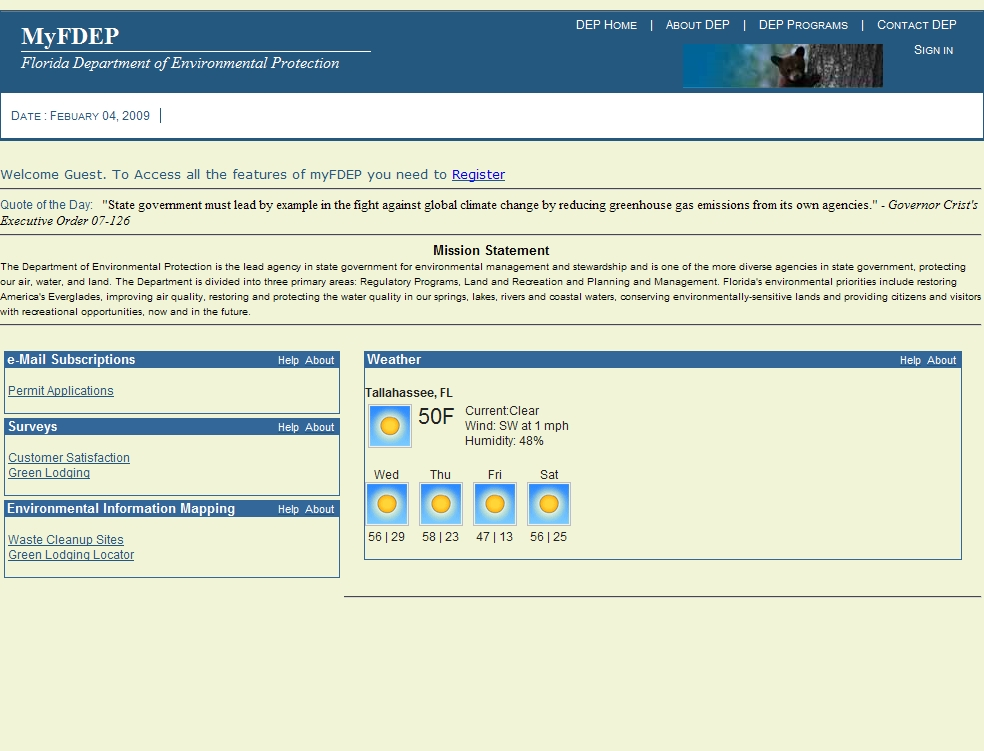 MyFDEP
Florida Department of Environmental Protection
DEP Home | About DEP | DEP Programs | Contact DEP
Sign in
Date : Febuary 04, 2009 |
Welcome Guest. To Access all the features of myFDEP you need to Register
Quote of the Day: "State government must lead by example in the fight against global climate change by reducing greenhouse gas emissions from its own agencies." - Governor Crist's
Executive Order 07-126
Mission Statement
The Department of Environmental Protection is the lead agency in state government for environmental management and stewardship and is one of the more diverse agencies in state government, protecting
our air, water, and land. The Department is divided into three primary areas: Regulatory Programs, Land and Recreation and Planning and Management. Florida's environmental priorities include restoring
America's Everglades, improving air quality, restoring and protecting the water quality in our springs, lakes, rivers and coastal waters, conserving environmentally-sensitive lands and providing citizens and visitors
with recreational opportunities, now and in the future.
e-Mail Subscriptions Help About
Permit Applications
Surveys Help About
Customer Satisfaction
Green Lodging
Environmental Information Mapping Help About
Waste Cleanup Sites
Green Lodging Locator
Weather Help About
Tallahassee, FL
50F
Current:Clear
Wind: SW at 1 mph
Humidity: 48%
Wed Thu Fri Sat
56 | 29 58 | 23 47 | 13 56 | 25